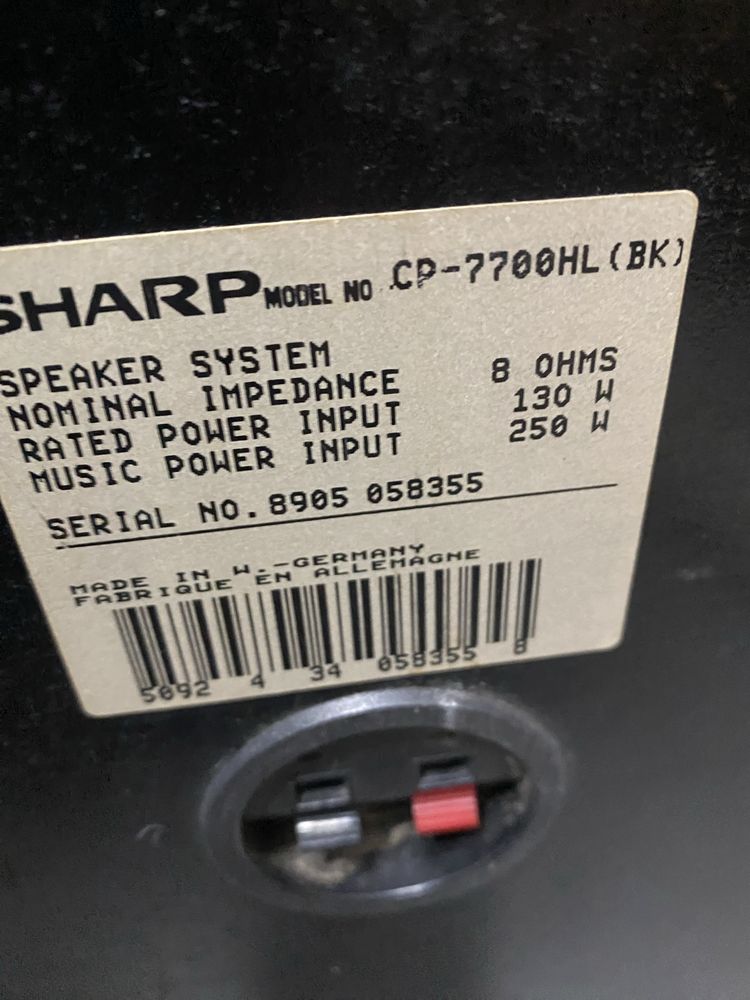 SHARP MODEL NO. CP-7700HL(BK)
SPEAKER SYSTEM
NOMINAL IMPEDANCE 8 OHMS
RATED POWER INPUT 130 W
MUSIC POWER INPUT 250 W
SERIAL NO. 8905 058355
MADE IN W.-GERMANY
FABRIQUE EN ALLEMAGNE
5092 4 34 058355 8